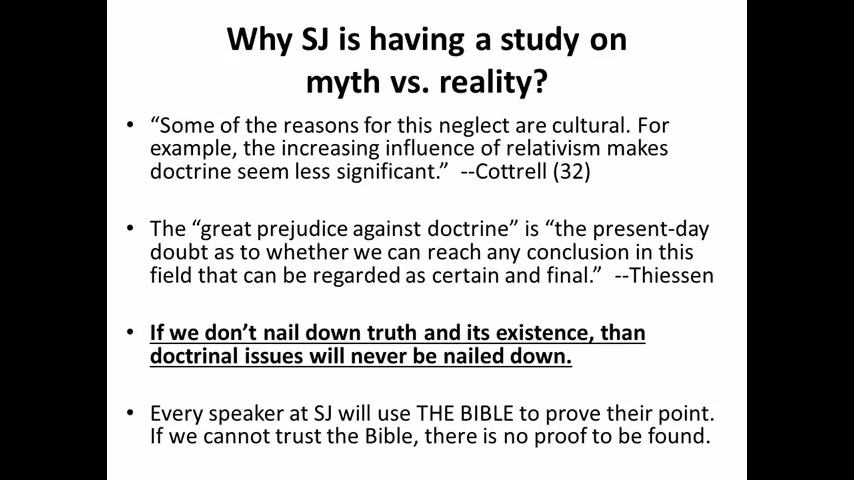 Why SJ is having a study on
myth vs. reality?
• “Some of the reasons for this neglect are cultural. For
example, the increasing influence of relativism makes
doctrine seem less significant.” --Cottrell (32)
• The “great prejudice against doctrine” is “the present-day
doubt as to whether we can reach any conclusion in this
field that can be regarded as certain and final.” --Thiessen
• If we don’t nail down truth and its existence, than
doctrinal issues will never be nailed down.
• Every speaker at SJ will use THE BIBLE to prove their point.
If we cannot trust the Bible, there is no proof to be found.